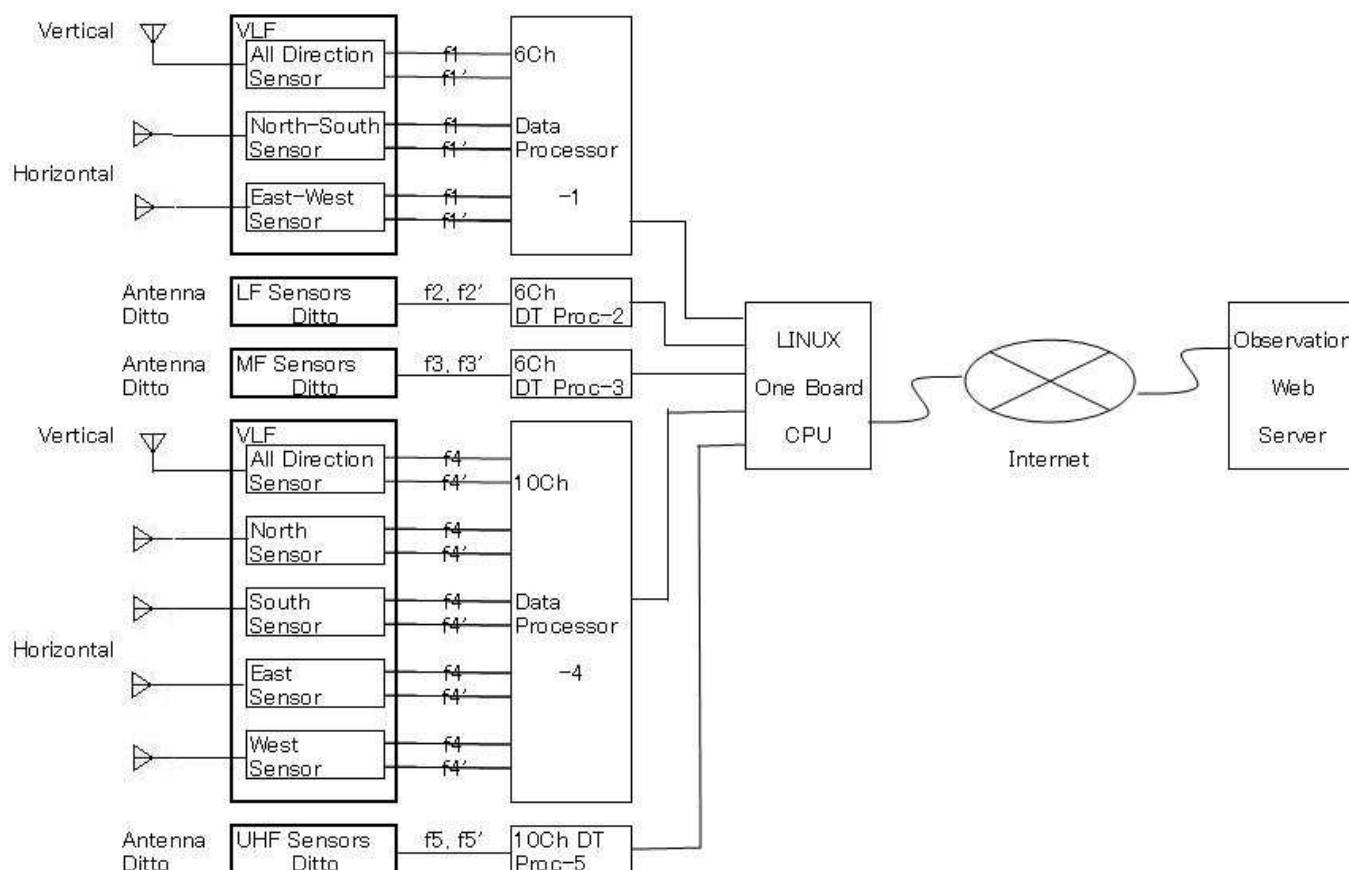 Vertical
VLF
All Direction
Sensor
f1
f1'
6Ch
North-South
Sensor
f1
f1'
Data
Processor
Horizontal
East-West
Sensor
f1
f1'
-1
Antenna
Ditto
LF Sensors
Ditto
f2, f2'
6Ch
DT Proc-2
Antenna
Ditto
MF Sensors
Ditto
f3, f3'
6Ch
DT Proc-3
LINUX
One Board
CPU
Internet
Observation
Web
Server
Vertical
VLF
All Direction
Sensor
f4
f4'
10Ch
North
Sensor
f4
f4'
South
Sensor
f4
f4'
Data
Processor
Horizontal
East
Sensor
f4
f4'
-4
West
Sensor
f4
f4'
Antenna
Ditto
UHF Sensors
Ditto
f5, f5'
10Ch DT
Proc-5